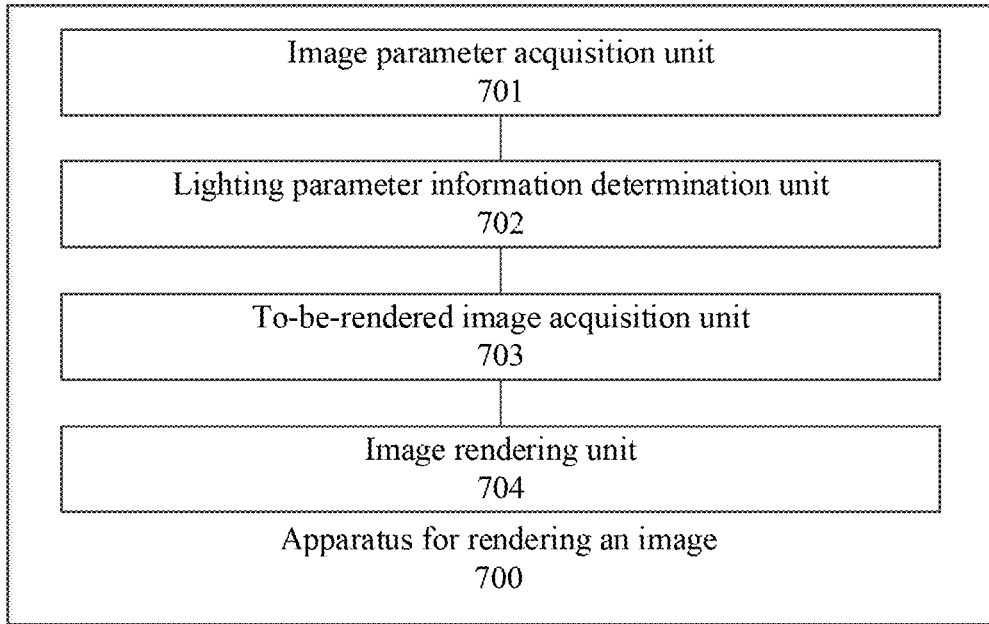 Image parameter acquisition unit
701
Lighting parameter information determination unit
702
To-be-rendered image acquisition unit
703
Image rendering unit
704
Apparatus for rendering an image
700